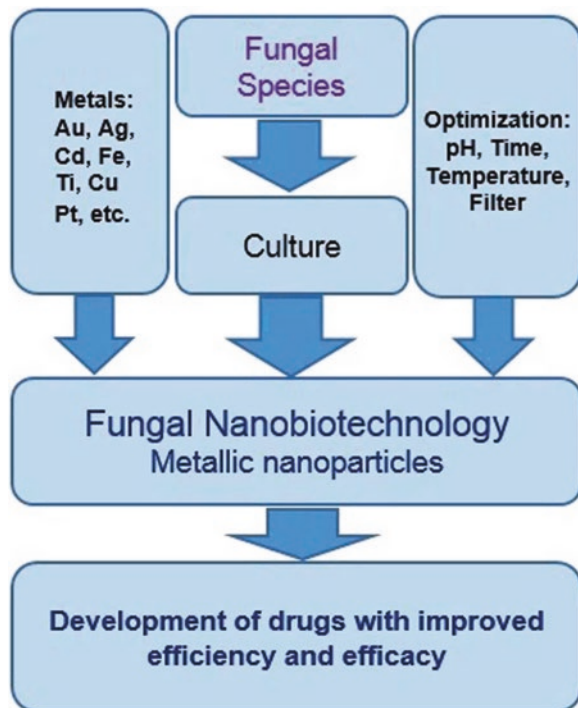 Metals:
Au, Ag,
Cd, Fe,
Ti, Cu
Pt, etc.
Fungal
Species
Culture
Optimization:
pH, Time,
Temperature,
Filter
Fungal Nanobiotechnology
Metallic nanoparticles
Development of drugs with improved
efficiency and efficacy